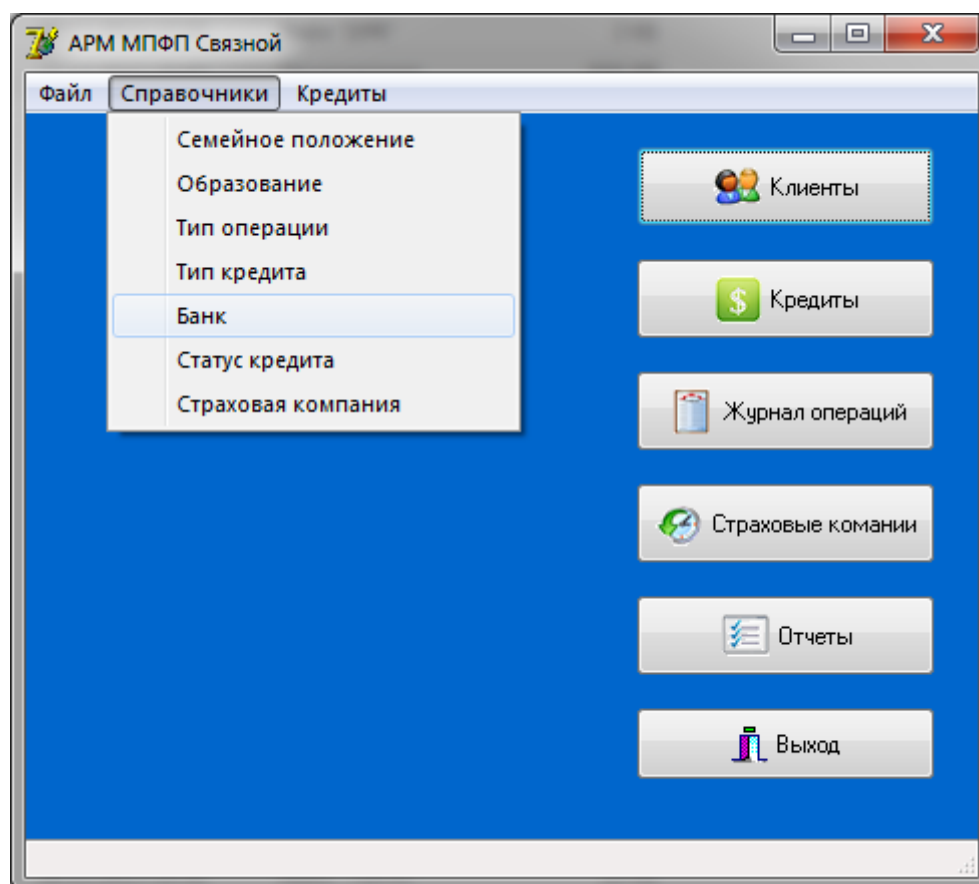 АРМ МПФП Связной
Файл Справочники Кредиты
Семейное положение
Образование
Тип операции
Тип кредита
Банк
Статус кредита
Страховая компания
Клиенты
Кредиты
Журнал операций
Страховые комании
Отчеты
Выход